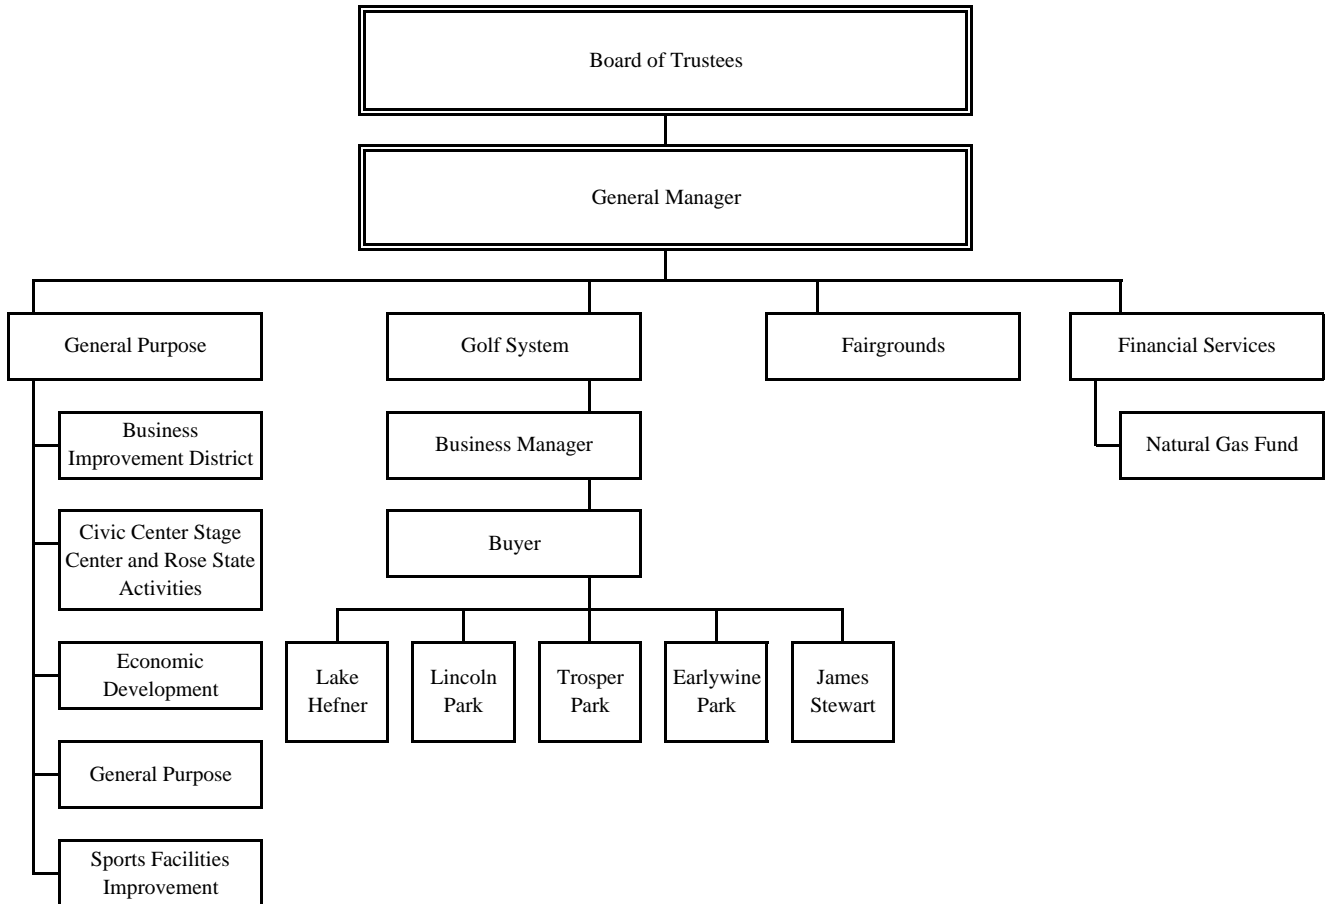 Board of Trustees
General Manager
General Purpose
Golf System
Fairgrounds
Financial Services
Business
Improvement District
Business Manager
Natural Gas Fund
Civic Center Stage
Center and Rose State
Activities
Buyer
Economic
Development
Lake
Hefner
Lincoln
Park
Trosper
Park
Earlywine
Park
James
Stewart
General Purpose
Sports Facilities
Improvement